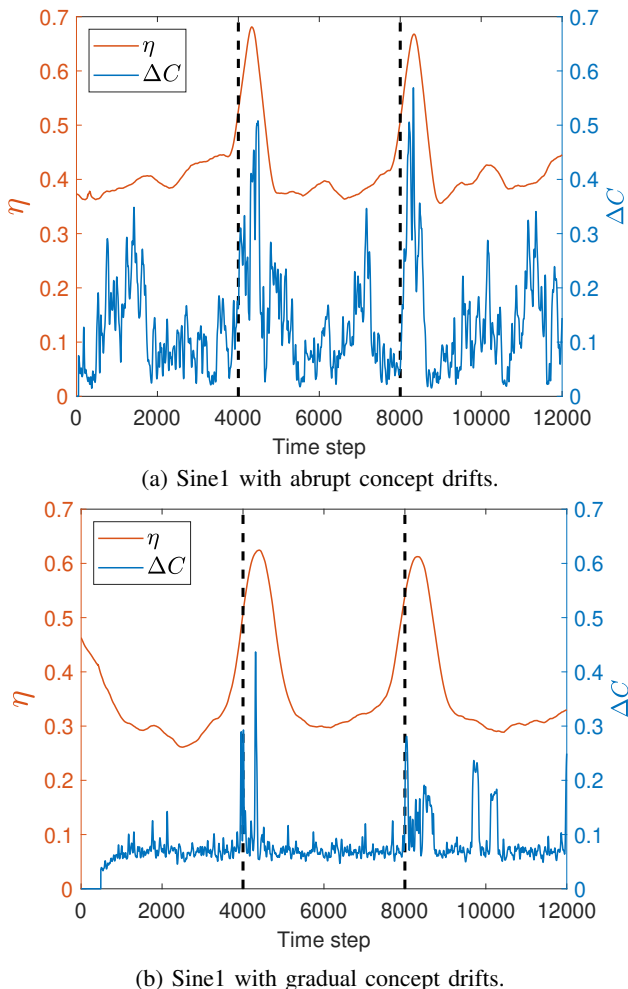 0.7 0.7
η
ΔC
0.6 0.6
0.5 0.5
0.4 0.4
η ΔC
0.3 0.3
0.2 0.2
0.1 0.1
0 0
0 2000 4000 6000 8000 10000 12000
Time step
(a) Sine1 with abrupt concept drifts.
0.7 0.7
η
ΔC
0.6 0.6
0.5 0.5
0.4 0.4
η ΔC
0.3 0.3
0.2 0.2
0.1 0.1
0 0
0 2000 4000 6000 8000 10000 12000
Time step
(b) Sine1 with gradual concept drifts.